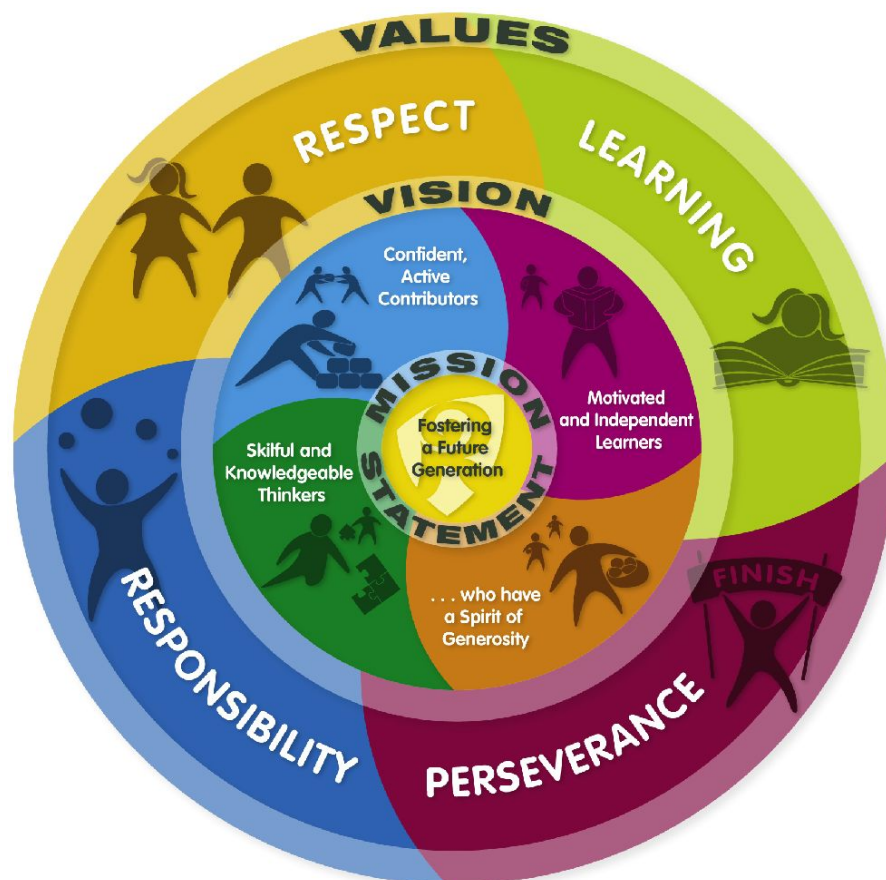 VALUES
RESPECT
LEARNING
VISION
Confident,
Active
Contributors
Motivated
and Independent
Learners
MISSION
STATEMENT
Fostering
a Future
Generation
Skilful and
Knowledgeable
Thinkers
. . . who have
a Spirit of
Generosity
FINISH
RESPONSIBILITY
PERSEVERANCE